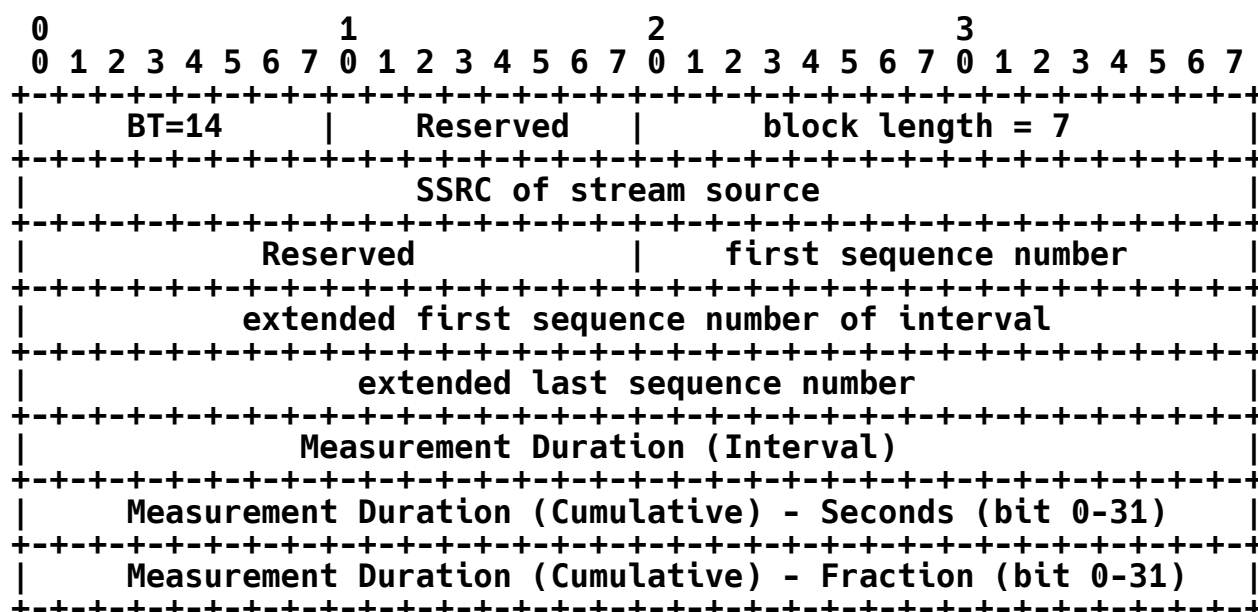 0 1 2 3
0 1 2 3 4 5 6 7 0 1 2 3 4 5 6 7 0 1 2 3 4 5 6 7 0 1 2 3 4 5 6 7
+-+-+-+-+-+-+-+-+-+-+-+-+-+-+-+-+-+-+-+-+-+-+-+-+-+-+-+-+-+-+-+-+
| BT=14 | Reserved | block length = 7 |
+-+-+-+-+-+-+-+-+-+-+-+-+-+-+-+-+-+-+-+-+-+-+-+-+-+-+-+-+-+-+-+-+
| SSRC of stream source |
+-+-+-+-+-+-+-+-+-+-+-+-+-+-+-+-+-+-+-+-+-+-+-+-+-+-+-+-+-+-+-+-+
| Reserved | first sequence number |
+-+-+-+-+-+-+-+-+-+-+-+-+-+-+-+-+-+-+-+-+-+-+-+-+-+-+-+-+-+-+-+-+
| extended first sequence number of interval |
+-+-+-+-+-+-+-+-+-+-+-+-+-+-+-+-+-+-+-+-+-+-+-+-+-+-+-+-+-+-+-+-+
| extended last sequence number |
+-+-+-+-+-+-+-+-+-+-+-+-+-+-+-+-+-+-+-+-+-+-+-+-+-+-+-+-+-+-+-+-+
| Measurement Duration (Interval) |
+-+-+-+-+-+-+-+-+-+-+-+-+-+-+-+-+-+-+-+-+-+-+-+-+-+-+-+-+-+-+-+-+
| Measurement Duration (Cumulative) - Seconds (bit 0-31) |
+-+-+-+-+-+-+-+-+-+-+-+-+-+-+-+-+-+-+-+-+-+-+-+-+-+-+-+-+-+-+-+-+
| Measurement Duration (Cumulative) - Fraction (bit 0-31) |
+-+-+-+-+-+-+-+-+-+-+-+-+-+-+-+-+-+-+-+-+-+-+-+-+-+-+-+-+-+-+-+-+